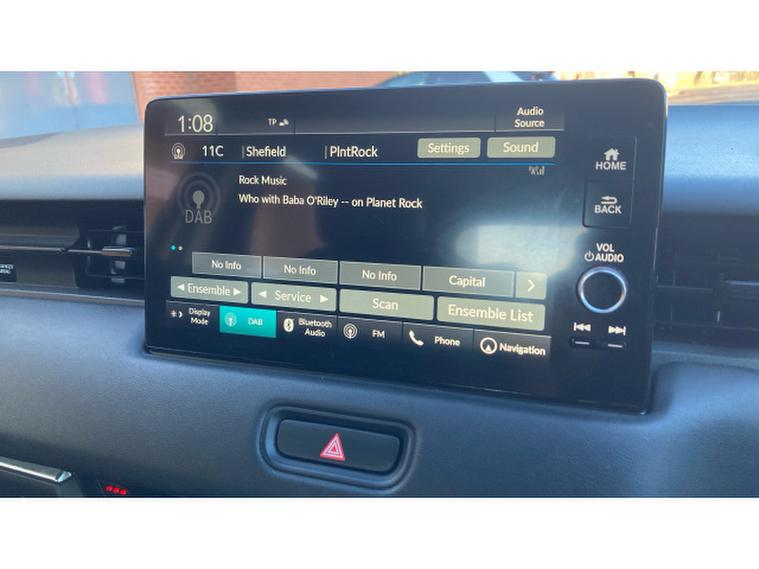 1:08
TP
Audio
Source
11C
Shefield
PlntRock
Settings
Sound
HOME
Rock Music
Who with Baba O'Riley -- on Planet Rock
DAB
BACK
VOL
AUDIO
No Info
No Info
No Info
Capital
Ensemble
Service
Scan
Ensemble List
Display
Mode
DAB
Bluetooth
Audio
FM
Phone
Navigation